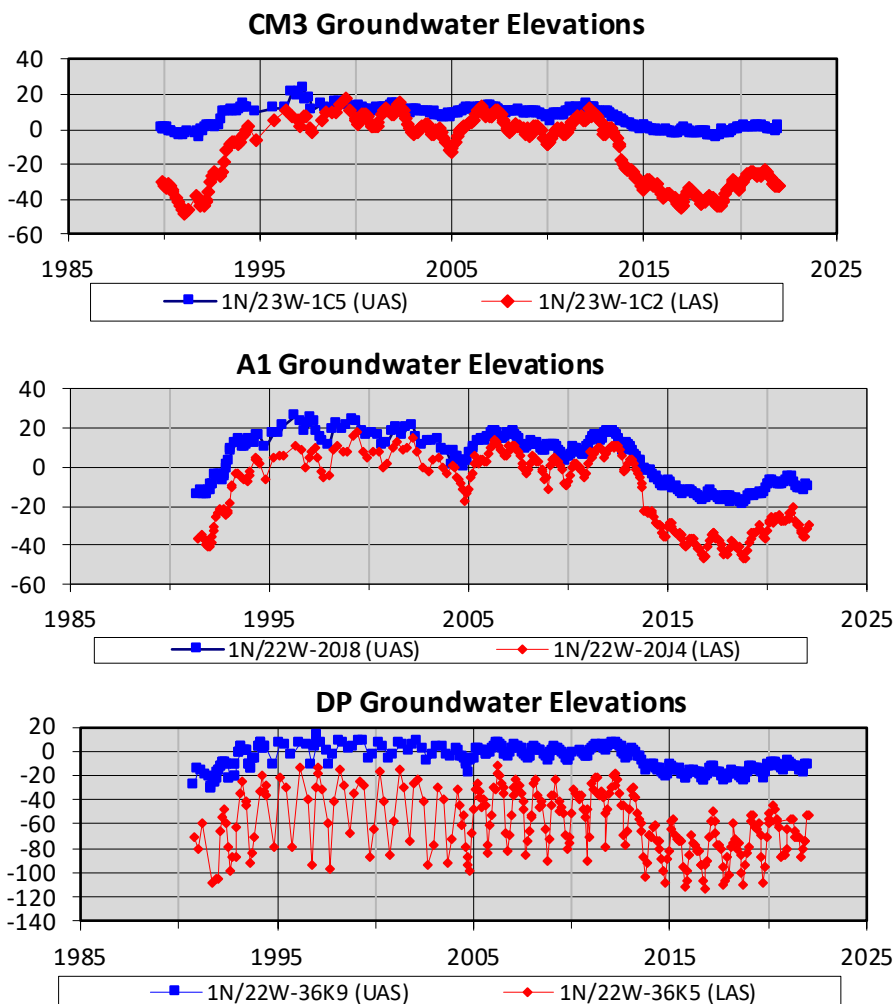 CM3 Groundwater Elevations
40
20
0
-20
-40
-60
1985 1995 2005 2015 2025
1N/23W-1C5 (UAS) 1N/23W-1C2 (LAS)
A1 Groundwater Elevations
40
20
0
-20
-40
-60
1985 1995 2005 2015 2025
1N/22W-20J8 (UAS) 1N/22W-20J4 (LAS)
DP Groundwater Elevations
20
0
-20
-40
-60
-80
-100
-120
-140
1985 1995 2005 2015 2025
1N/22W-36K9 (UAS) 1N/22W-36K5 (LAS)